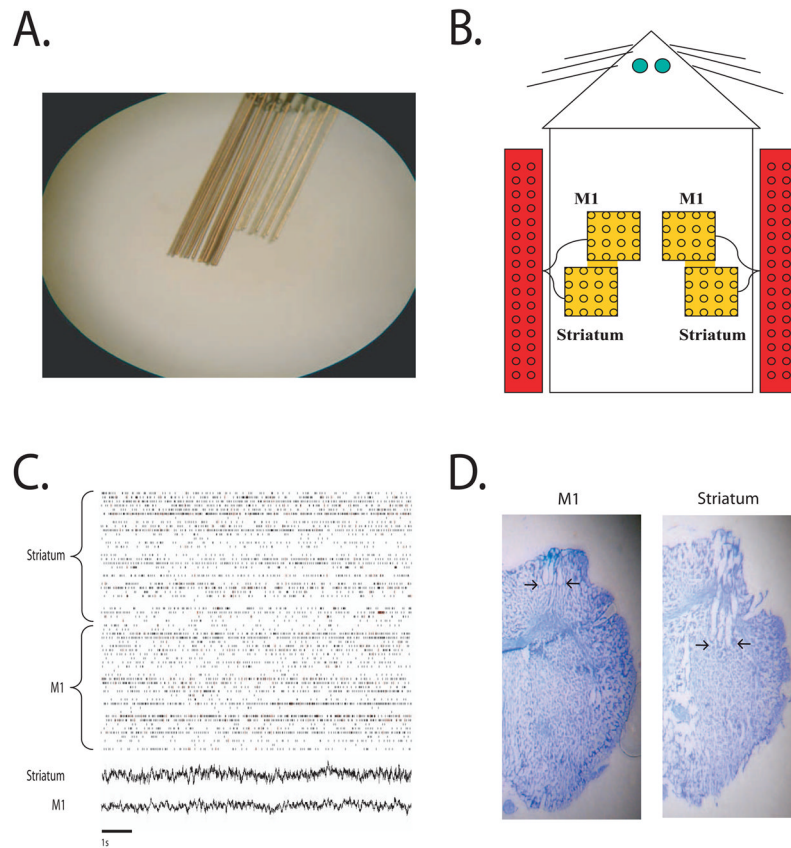 A.
B.
M1 M1
Striatum Striatum
C.
Striatum
M1
Striatum
M1
1s
D.
M1 Striatum